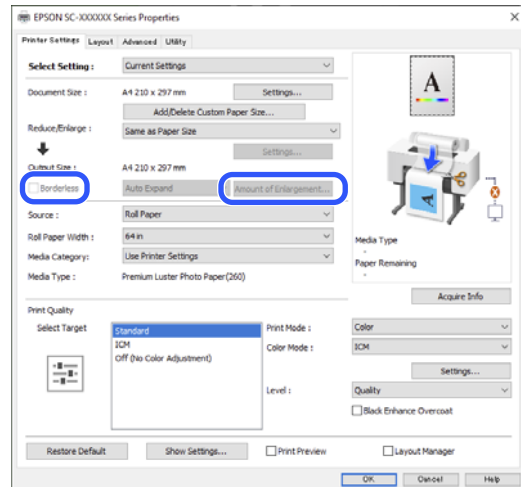 EPSON SC-XXXXXX Series Properties
Printer Settings Layout Advanced Utility
Select Setting : Current Settings
Document Size : A4 210 x 297 mm Settings...
Add/Delete Custom Paper Size...
Reduce/Enlarge : Same as Paper Size
Settings...
Output Size : A4 210 x 297 mm
Borderless Auto Expand Amount of Enlargement...
Source : Roll Paper
Roll Paper Width : 64 in
Media Category: Use Printer Settings
Media Type : Premium Luster Photo Paper(260)
A
A
Media Type
-
Paper Remaining
-
Acquire Info
Print Quality
Select Target
Standard
ICM
Off (No Color Adjustment)
Print Mode : Color
Color Mode : ICM
Settings...
Level : Quality
Black Enhance Overcoat
Restore Default Show Settings... Print Preview Layout Manager
OK Cancel Help